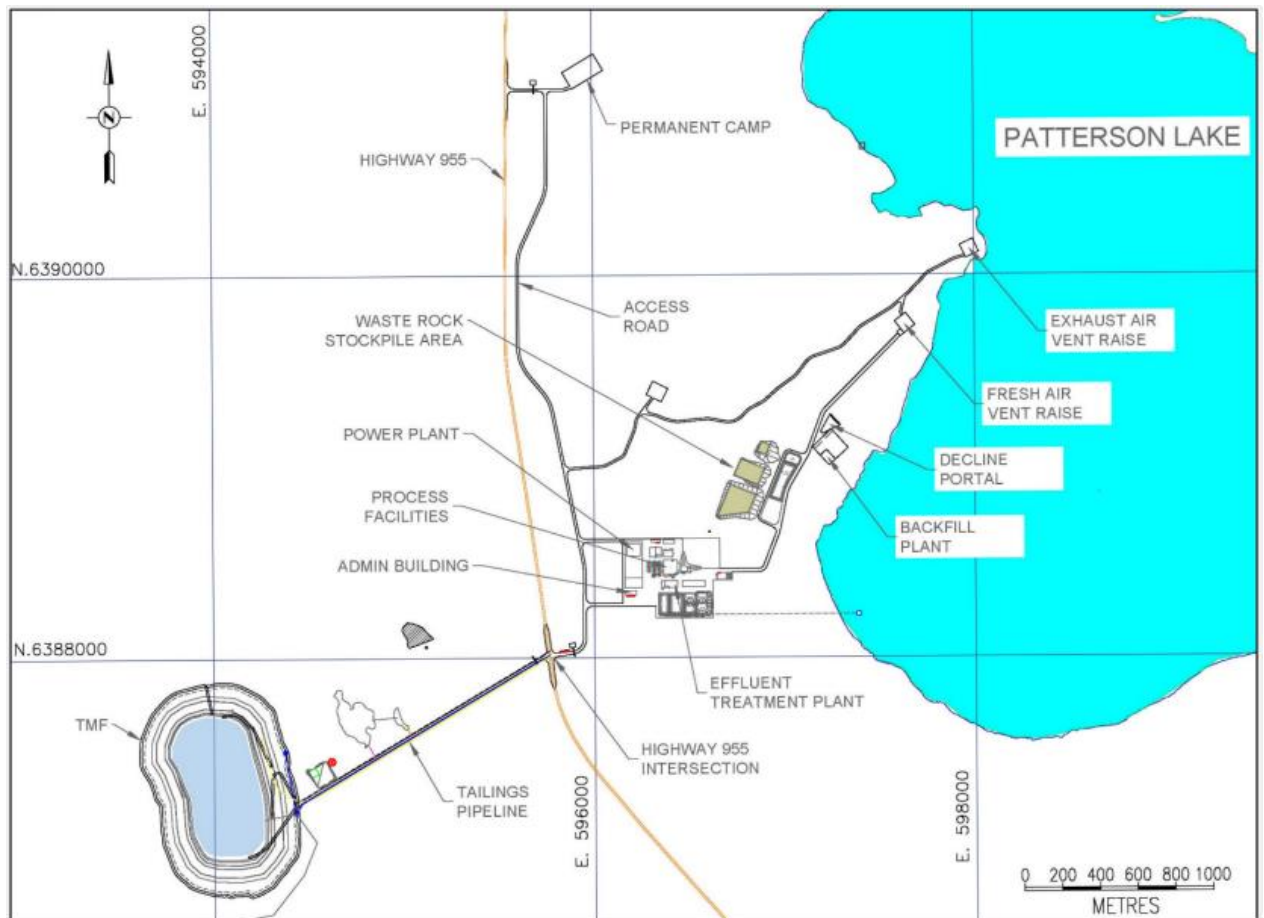 E. 594000
N
PERMANENT CAMP
PATTERSON LAKE
HIGHWAY 955
N.6390000
ACCESS
ROAD
WASTE ROCK
STOCKPILE AREA
EXHAUST AIR
VENT RAISE
FRESH AIR
VENT RAISE
POWER PLANT
DECLINE
PORTAL
PROCESS
FACILITIES
BACKFILL
PLANT
ADMIN BUILDING
N.6388000
EFFLUENT
TREATMENT PLANT
TMF
HIGHWAY 955
INTERSECTION
TAILINGS
PIPELINE
E. 596000
E. 598000
0 200 400 600 800 1000
METRES